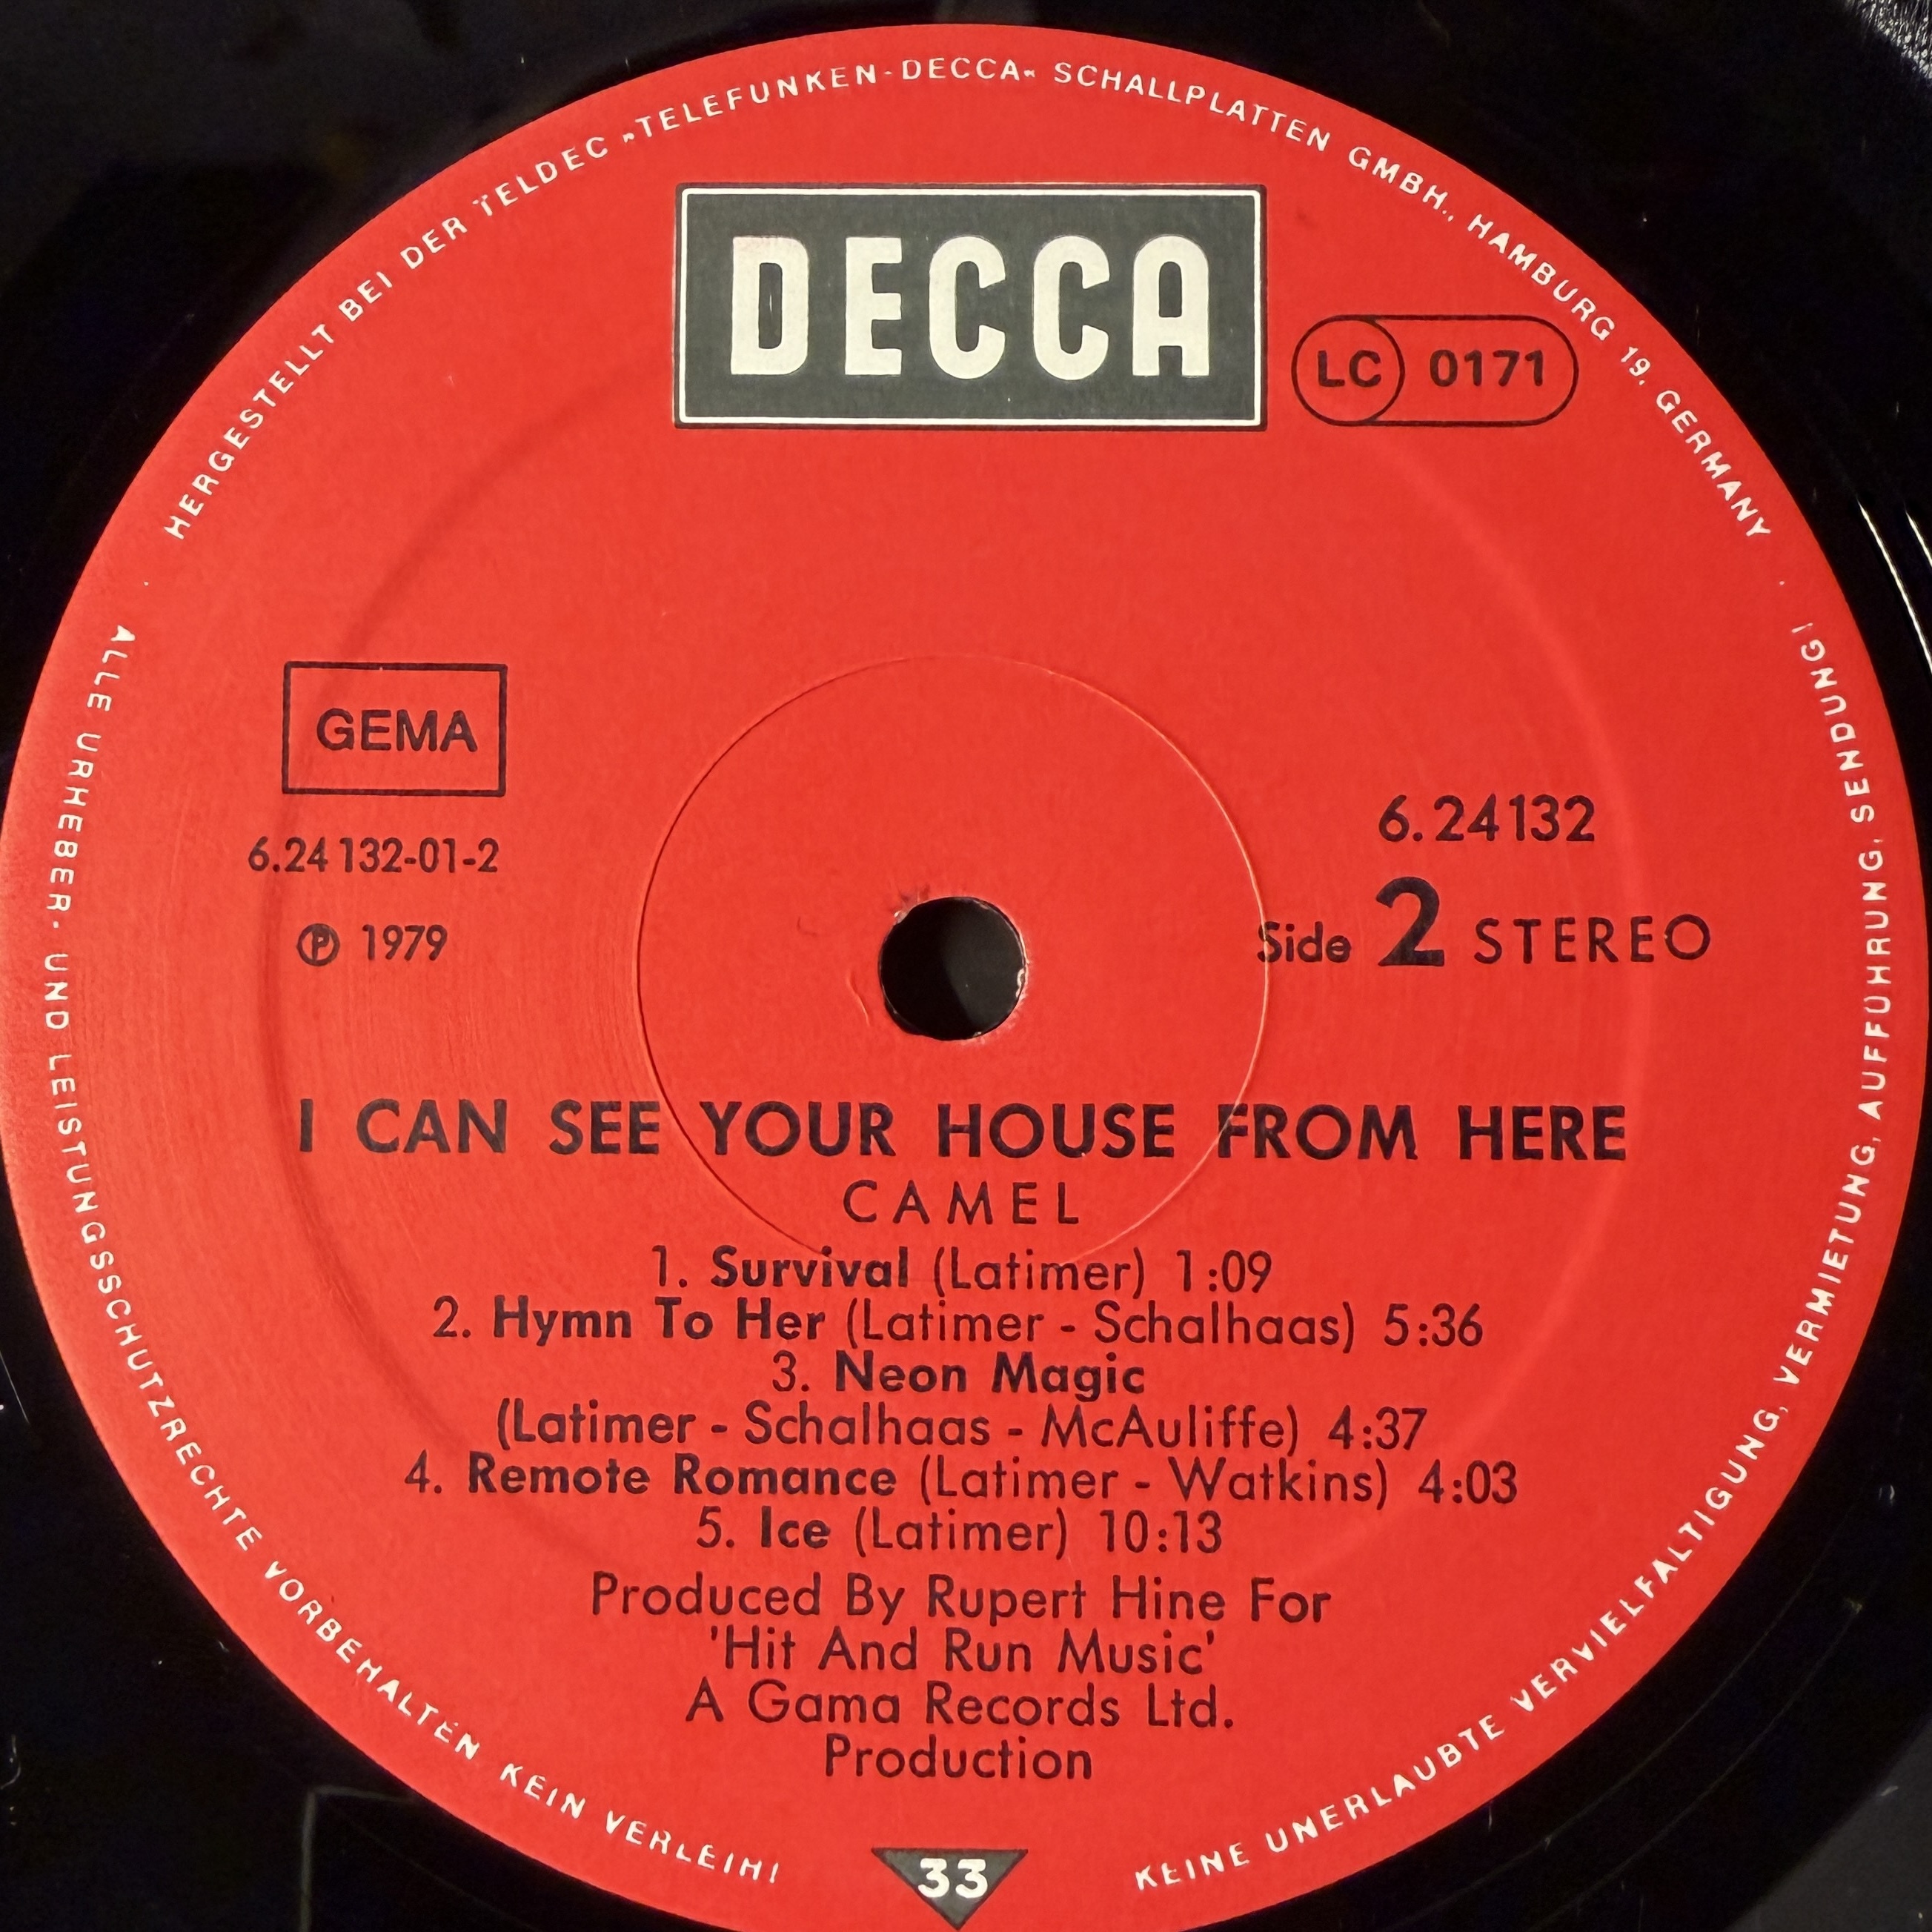 HERGESTELLT BEI DER TELDEC »TELEFUNKEN-DECCA« SCHALLPLATTEN GMBH., HAMBURG 19, GERMANY
DECCA
LC 0171
GEMA
6.24132-01-2
℗ 1979
6.24132
Side 2 STEREO
I CAN SEE YOUR HOUSE FROM HERE
CAMEL
1. Survival (Latimer) 1:09
2. Hymn To Her (Latimer - Schalhaas) 5:36
3. Neon Magic
(Latimer - Schalhaas - McAuliffe) 4:37
4. Remote Romance (Latimer - Watkins) 4:03
5. Ice (Latimer) 10:13
Produced By Rupert Hine For
'Hit And Run Music'
A Gama Records Ltd.
Production
33
ALLE URHEBER- UND LEISTUNGSSCHUTZRECHTE VORBEHALTEN KEIN VERLEIH!
KEINE UNERLAUBTE VERVIELFÄLTIGUNG, VERMIETUNG, AUFFÜHRUNG, SENDUNG!